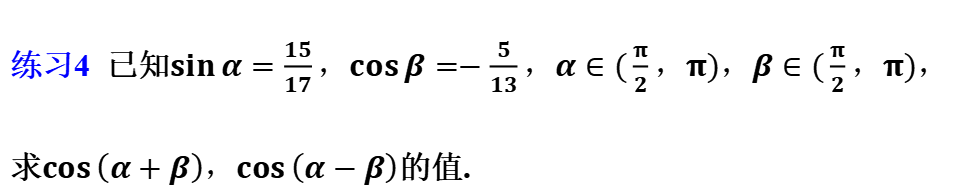 练习4 已知sin α = 15/17，cos β =− 5/13，α ∈ (π/2，π)，β ∈ (π/2，π)，
求cos (α + β)，cos (α − β)的值.